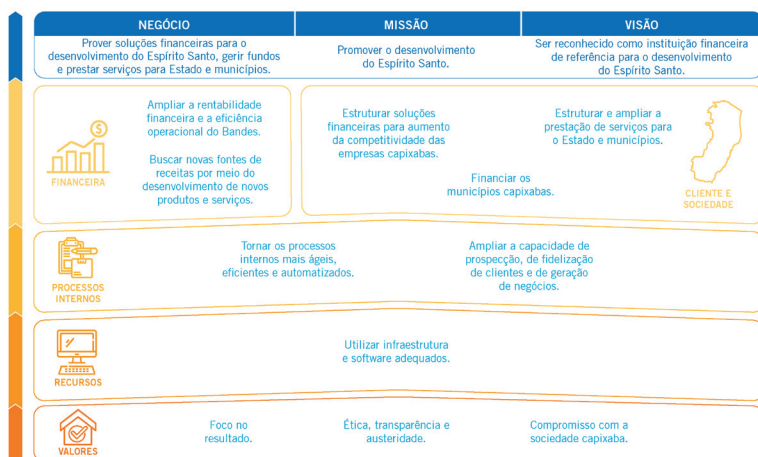 NEGÓCIO
Prover soluções financeiras para o
desenvolvimento do Espírito Santo, gerir fundos
e prestar serviços para Estado e municípios.
MISSÃO
Promover o desenvolvimento
do Espírito Santo.
VISÃO
Ser reconhecido como instituição financeira
de referência para o desenvolvimento
do Espírito Santo.
$
FINANCEIRA
Ampliar a rentabilidade
financeira e a eficiência
operacional do Bandes.
Buscar novas fontes de
receitas por meio do
desenvolvimento de novos
produtos e serviços.
Estruturar soluções
financeiras para aumento
da competitividade das
empresas capixabas.
Estruturar e ampliar a
prestação de serviços para
o Estado e municípios.
Financiar os
municípios capixabas.
CLIENTE E
SOCIEDADE
PROCESSOS
INTERNOS
Tornar os processos
internos mais ágeis,
eficientes e automatizados.
Ampliar a capacidade de
prospecção, de fidelização
de clientes e de geração
de negócios.
RECURSOS
Utilizar infraestrutura
e software adequados.
VALORES
Foco no
resultado.
Ética, transparência e
austeridade.
Compromisso com a
sociedade capixaba.